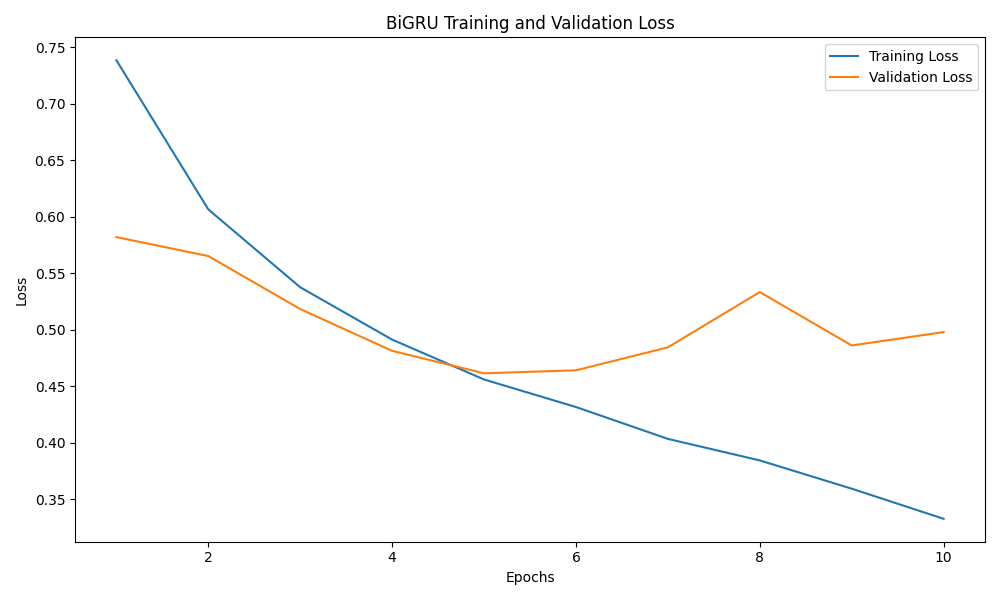 BiGRU Training and Validation Loss
Training Loss
Validation Loss
0.75
0.70
0.65
0.60
0.55
0.50
0.45
0.40
0.35
Loss
2 4 6 8 10
Epochs